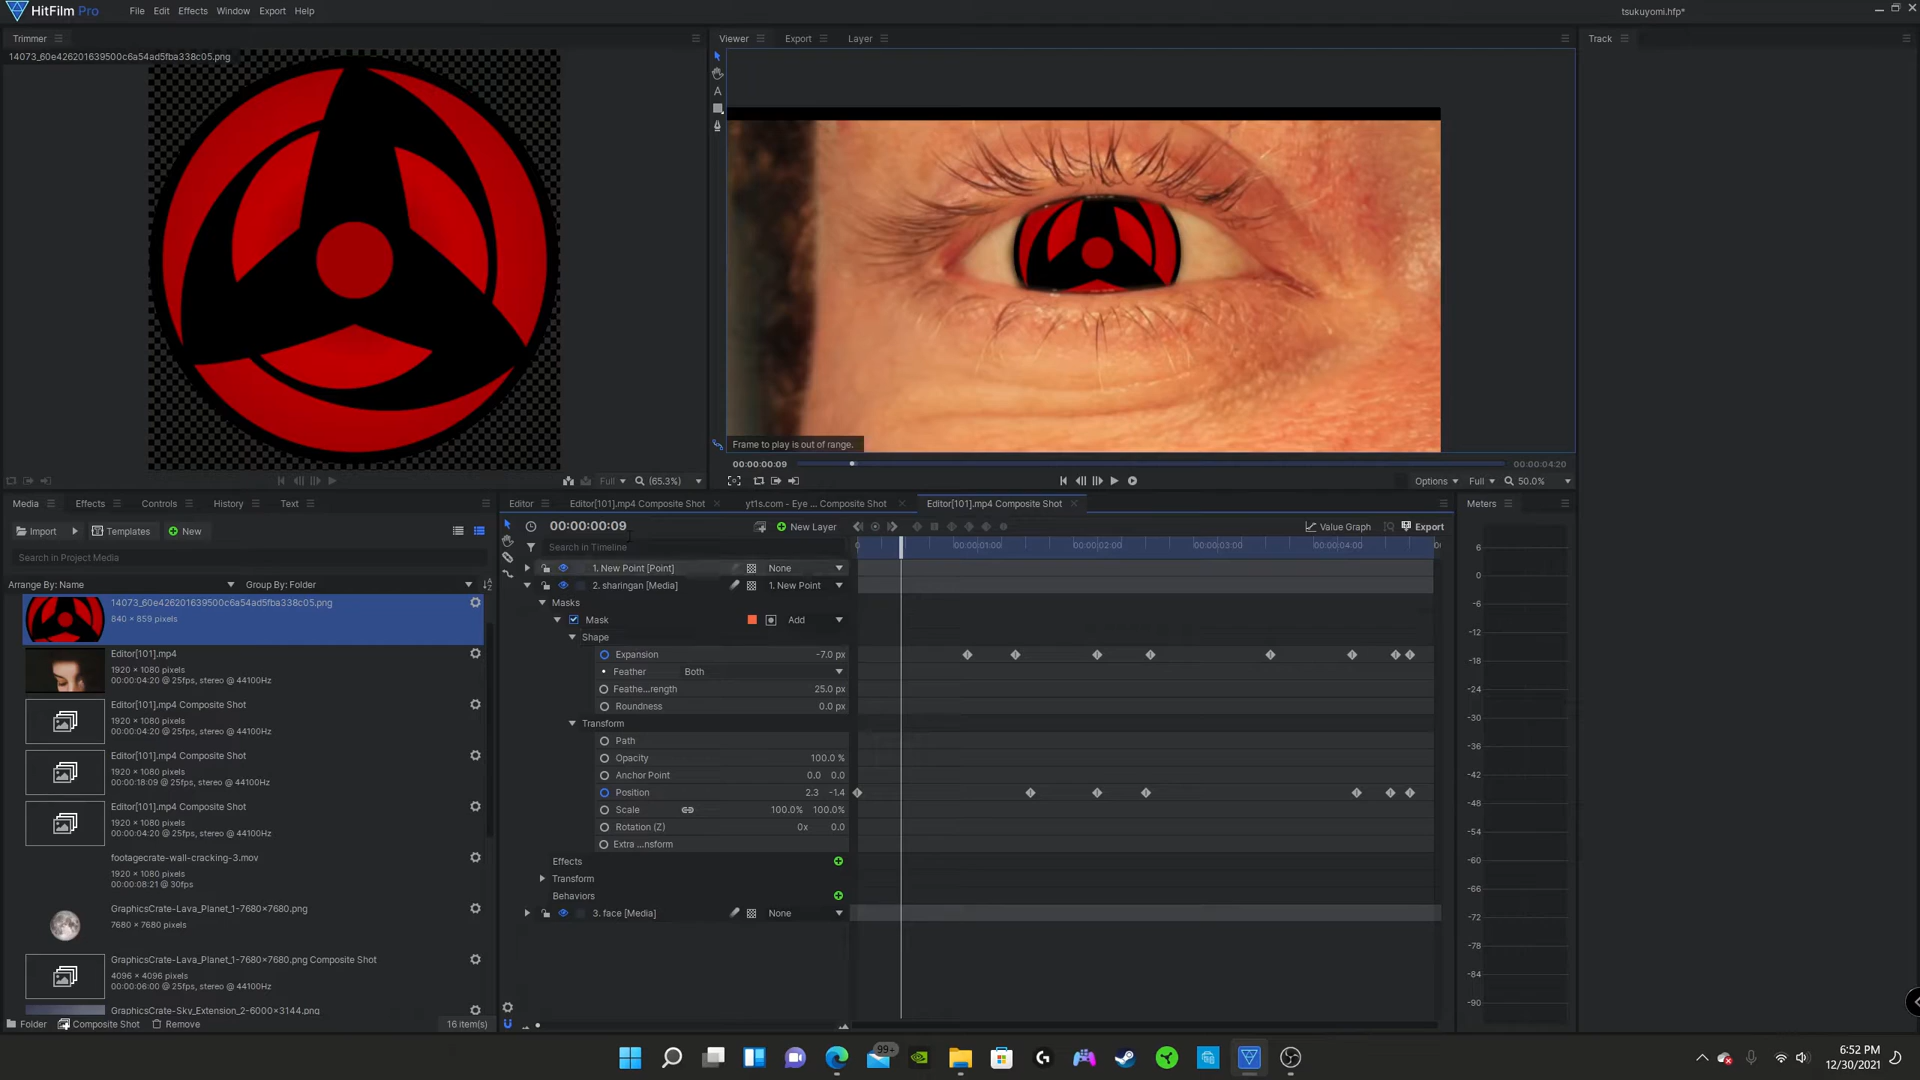 HitFilm Pro
File Edit Effects Window Export Help
tsukuyomi.hfp*
Trimmer
Viewer Export Layer
Track
14073_60e426201639500c6a54ad5fba338c05.png
Frame to play is out of range.
00:00:00:09
00:00:04:20
Full (65.3%)
Options Full 50.0%
Media Effects Controls History Text
Editor Editor[101].mp4 Composite Shot yt1s.com - Eye ... Composite Shot Editor[101].mp4 Composite Shot
Meters
Import Templates New
00:00:00:09
New Layer
Value Graph Export
Search in Project Media
Search in Timeline
00:00:01:00 00:00:02:00 00:00:03:00 00:00:04:00
Arrange By: Name Group By: Folder
1. New Point [Point] None
2. sharingan [Media] 1. New Point
14073_60e426201639500c6a54ad5fba338c05.png
840 × 859 pixels
Masks
Mask Add
Shape
Expansion -7.0 px
Feather Both
Feathe...rength 25.0 px
Roundness 0.0 px
Transform
Path
Opacity 100.0 %
Anchor Point 0.0 0.0
Position 2.3 -1.4
Scale 100.0% 100.0%
Rotation (Z) 0x 0.0
Extra ...nsform
Effects
Transform
Behaviors
3. face [Media] None
Editor[101].mp4
1920 × 1080 pixels
00:00:04:20 @ 25fps, stereo @ 44100Hz
Editor[101].mp4 Composite Shot
1920 × 1080 pixels
00:00:04:20 @ 25fps, stereo @ 44100Hz
Editor[101].mp4 Composite Shot
1920 × 1080 pixels
00:00:18:09 @ 25fps, stereo @ 44100Hz
Editor[101].mp4 Composite Shot
1920 × 1080 pixels
00:00:04:20 @ 25fps, stereo @ 44100Hz
footagecrate-wall-cracking-3.mov
1920 × 1080 pixels
00:00:08:21 @ 30fps
GraphicsCrate-Lava_Planet_1-7680×7680.png
7680 × 7680 pixels
GraphicsCrate-Lava_Planet_1-7680×7680.png Composite Shot
4096 × 4096 pixels
00:00:06:00 @ 25fps, stereo @ 44100Hz
GraphicsCrate-Sky_Extension_2-6000×3144.png
Folder Composite Shot Remove 16 item(s)
6
0
-6
-12
-18
-24
-30
-36
-42
-48
-54
-60
-66
-72
-78
-84
-90
99+
6:52 PM
12/30/2021